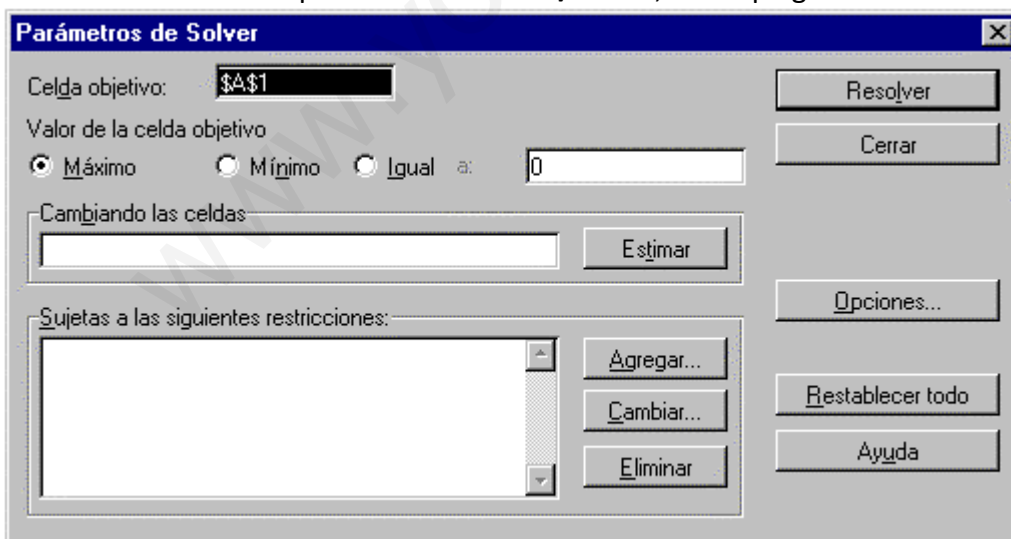 Parámetros de Solver
Celda objetivo: $A$1
Resolver
Valor de la celda objetivo
Cerrar
Máximo Mínimo Igual a: 0
Cambiando las celdas
Estimar
Opciones...
Sujetas a las siguientes restricciones:
Agregar...
Restablecer todo
Cambiar...
Ayuda
Eliminar
www.y